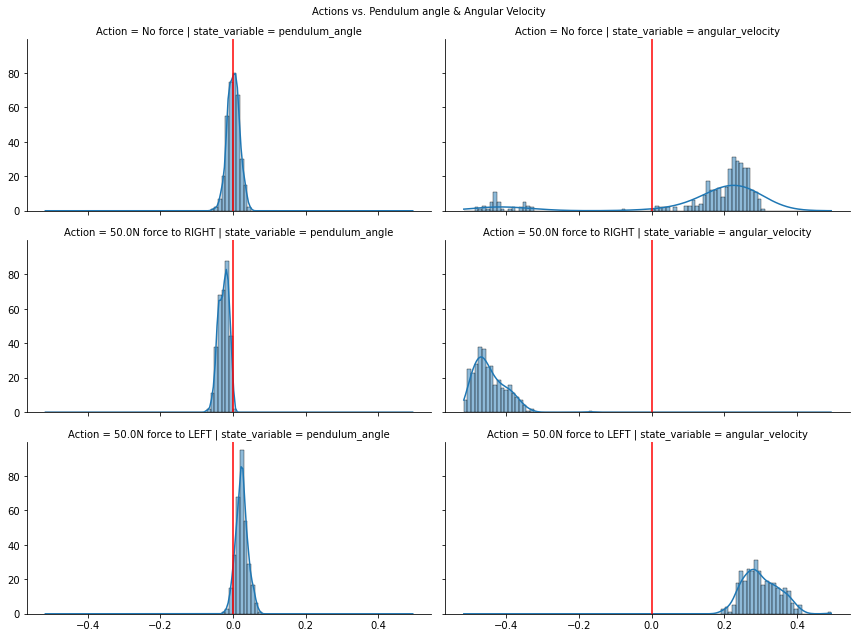 Actions vs. Pendulum angle & Angular Velocity
Action = No force | state_variable = pendulum_angle
Action = No force | state_variable = angular_velocity
80
60
40
20
0
Action = 50.0N force to RIGHT | state_variable = pendulum_angle
Action = 50.0N force to RIGHT | state_variable = angular_velocity
80
60
40
20
0
Action = 50.0N force to LEFT | state_variable = pendulum_angle
Action = 50.0N force to LEFT | state_variable = angular_velocity
80
60
40
20
0
−0.4 −0.2 0.0 0.2 0.4
−0.4 −0.2 0.0 0.2 0.4